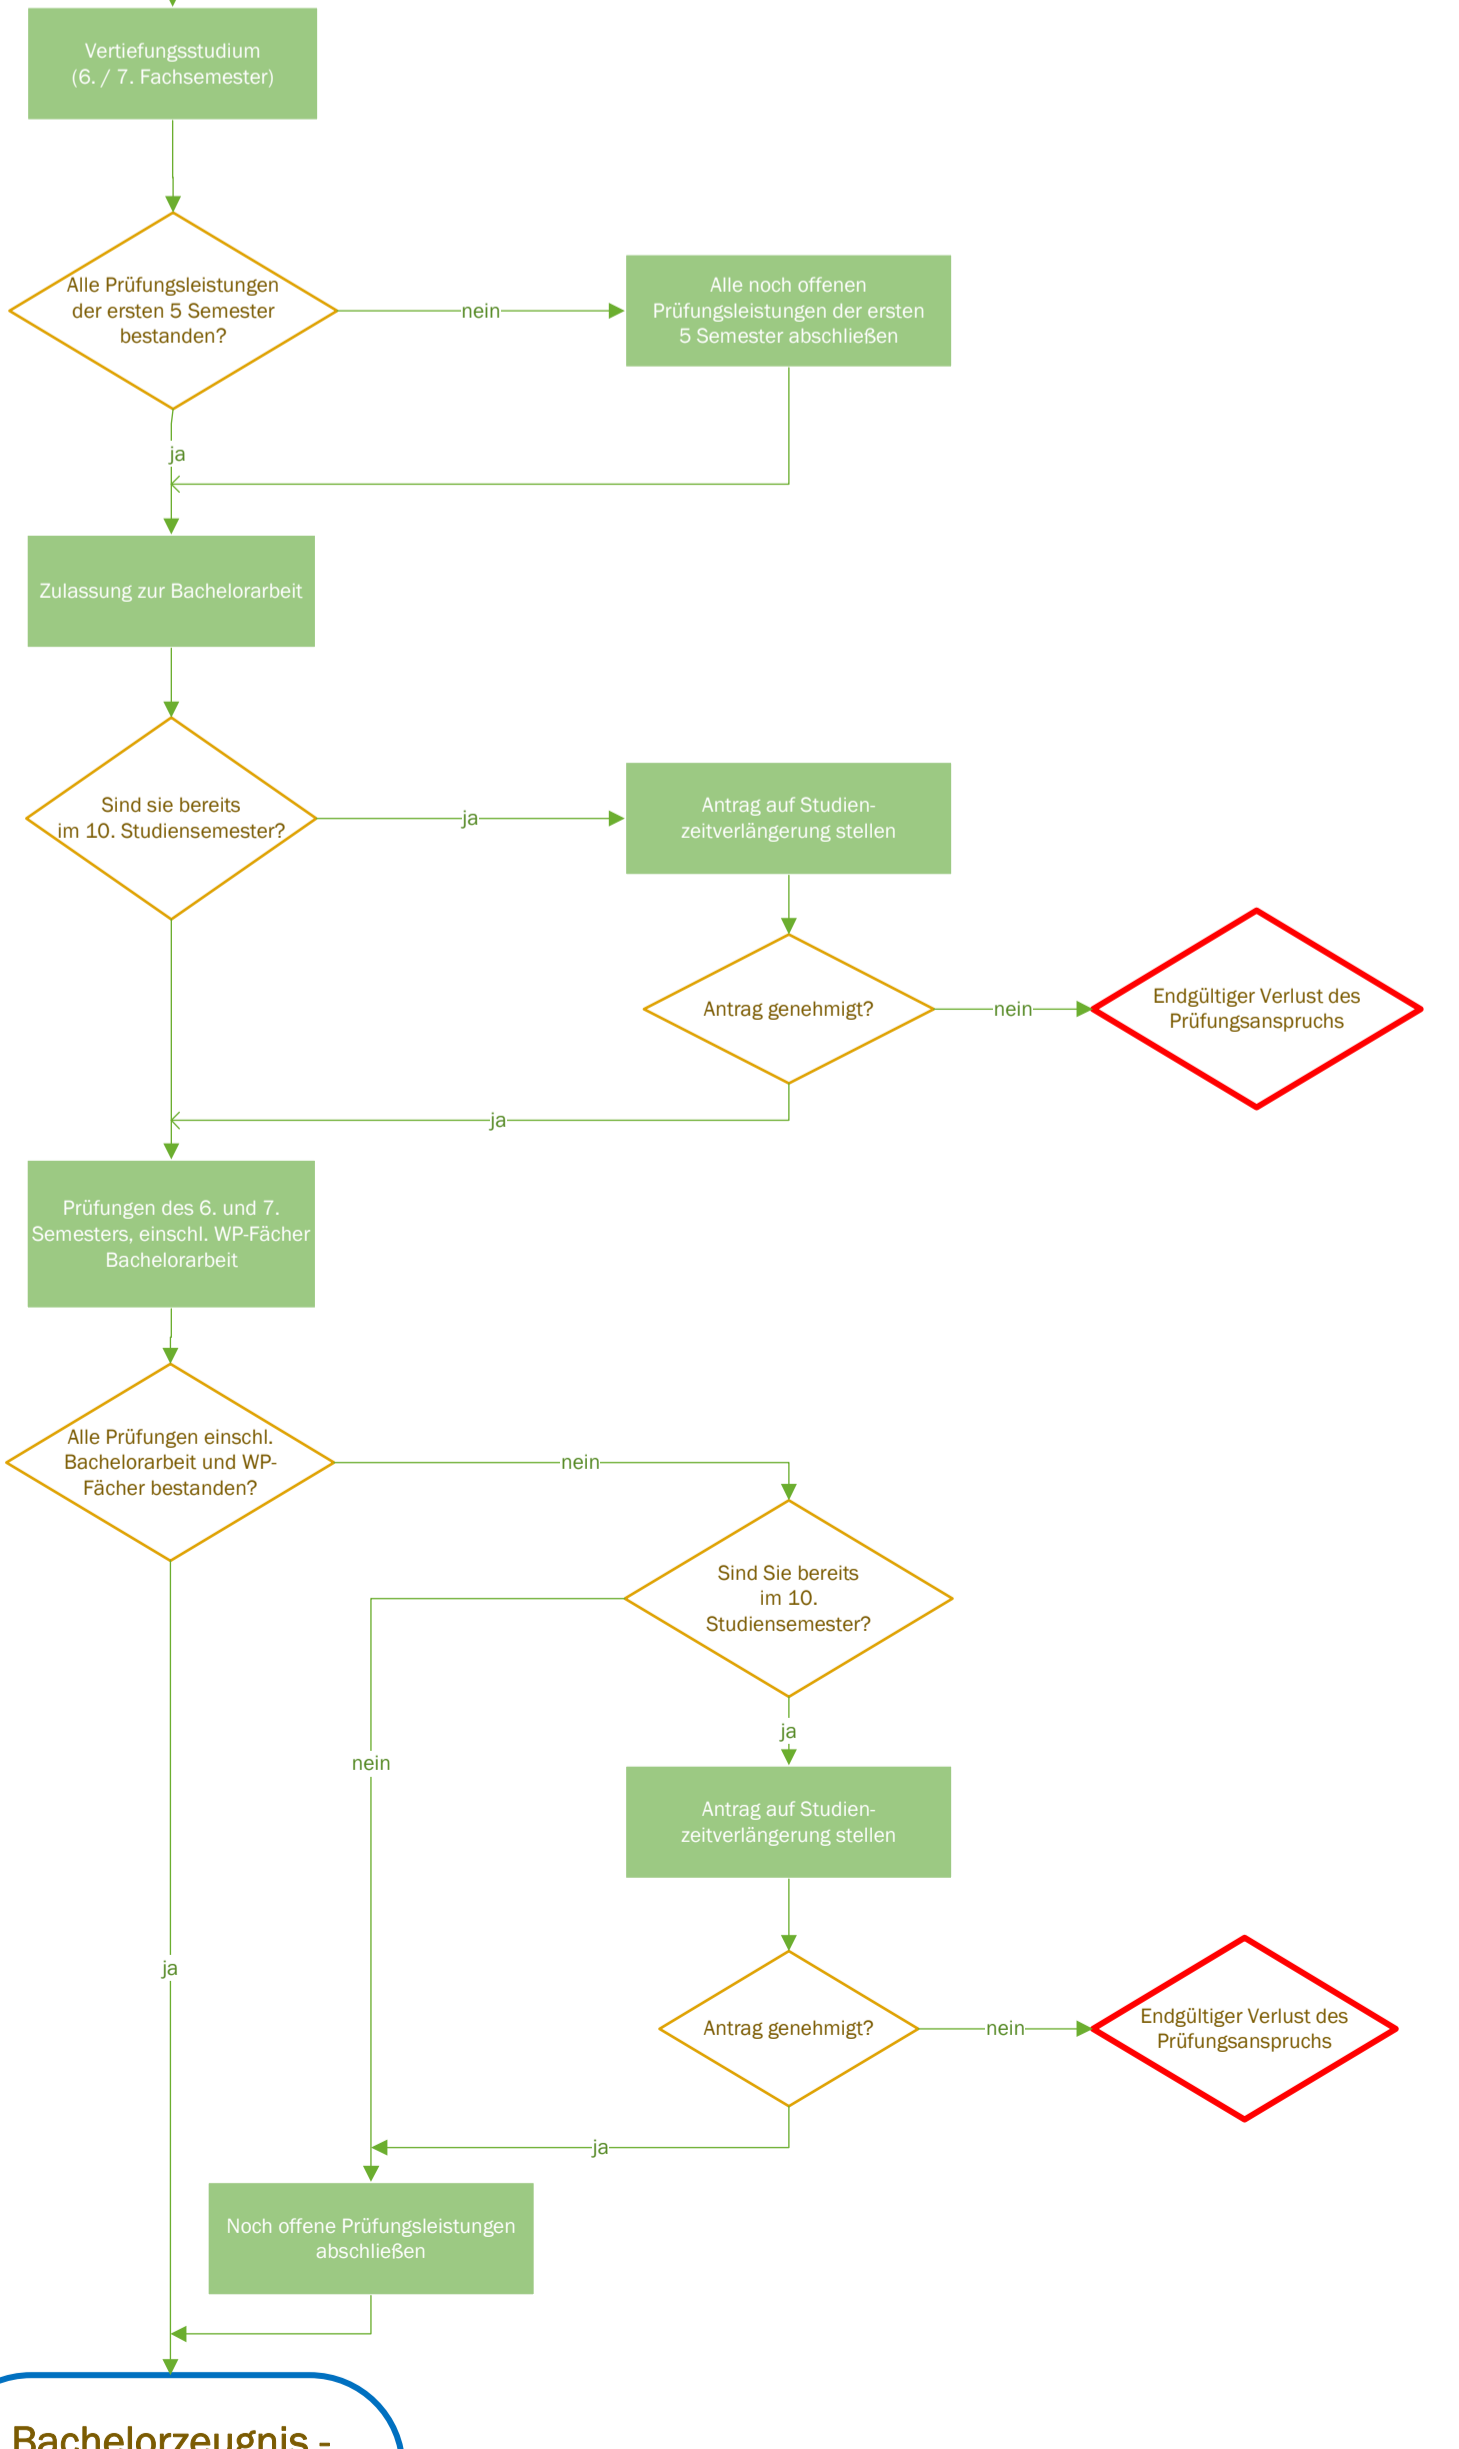 Vertiefungsstudium
(6. / 7. Fachsemester)
Alle Prüfungsleistungen
der ersten 5 Semester
bestanden?
nein
Alle noch offenen
Prüfungsleistungen der ersten
5 Semester abschließen
ja
Zulassung zur Bachelorarbeit
Sind sie bereits
im 10. Studiensemester?
ja
Antrag auf Studien-
zeitverlängerung stellen
Antrag genehmigt?
nein
Endgültiger Verlust des
Prüfungsanspruchs
ja
Prüfungen des 6. und 7.
Semesters, einschl. WP-Fächer
Bachelorarbeit
Alle Prüfungen einschl.
Bachelorarbeit und WP-
Fächer bestanden?
nein
Sind Sie bereits
im 10.
Studiensemester?
ja
nein
Antrag auf Studien-
zeitverlängerung stellen
ja
Antrag genehmigt?
nein
Endgültiger Verlust des
Prüfungsanspruchs
ja
Noch offene Prüfungsleistungen
abschließen
Bachelorzeugnis -